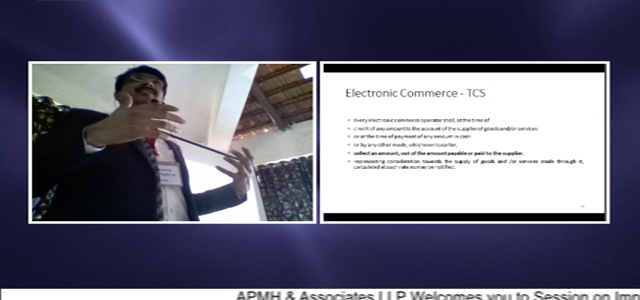 Electronic Commerce - TCS
• Every electronic commerce operator shall, at the time of
• credit of any amount to the account of the supplier of goods and/or services
• or at the time of payment of any amount in cash
• or by any other mode, whichever is earlier,
• collect an amount, out of the amount payable or paid to the supplier,
• representing consideration towards the supply of goods and /or services made through it,
calculated at such rate as may be notified.
APMH & Associates LLP Welcomes you to Session on Imp